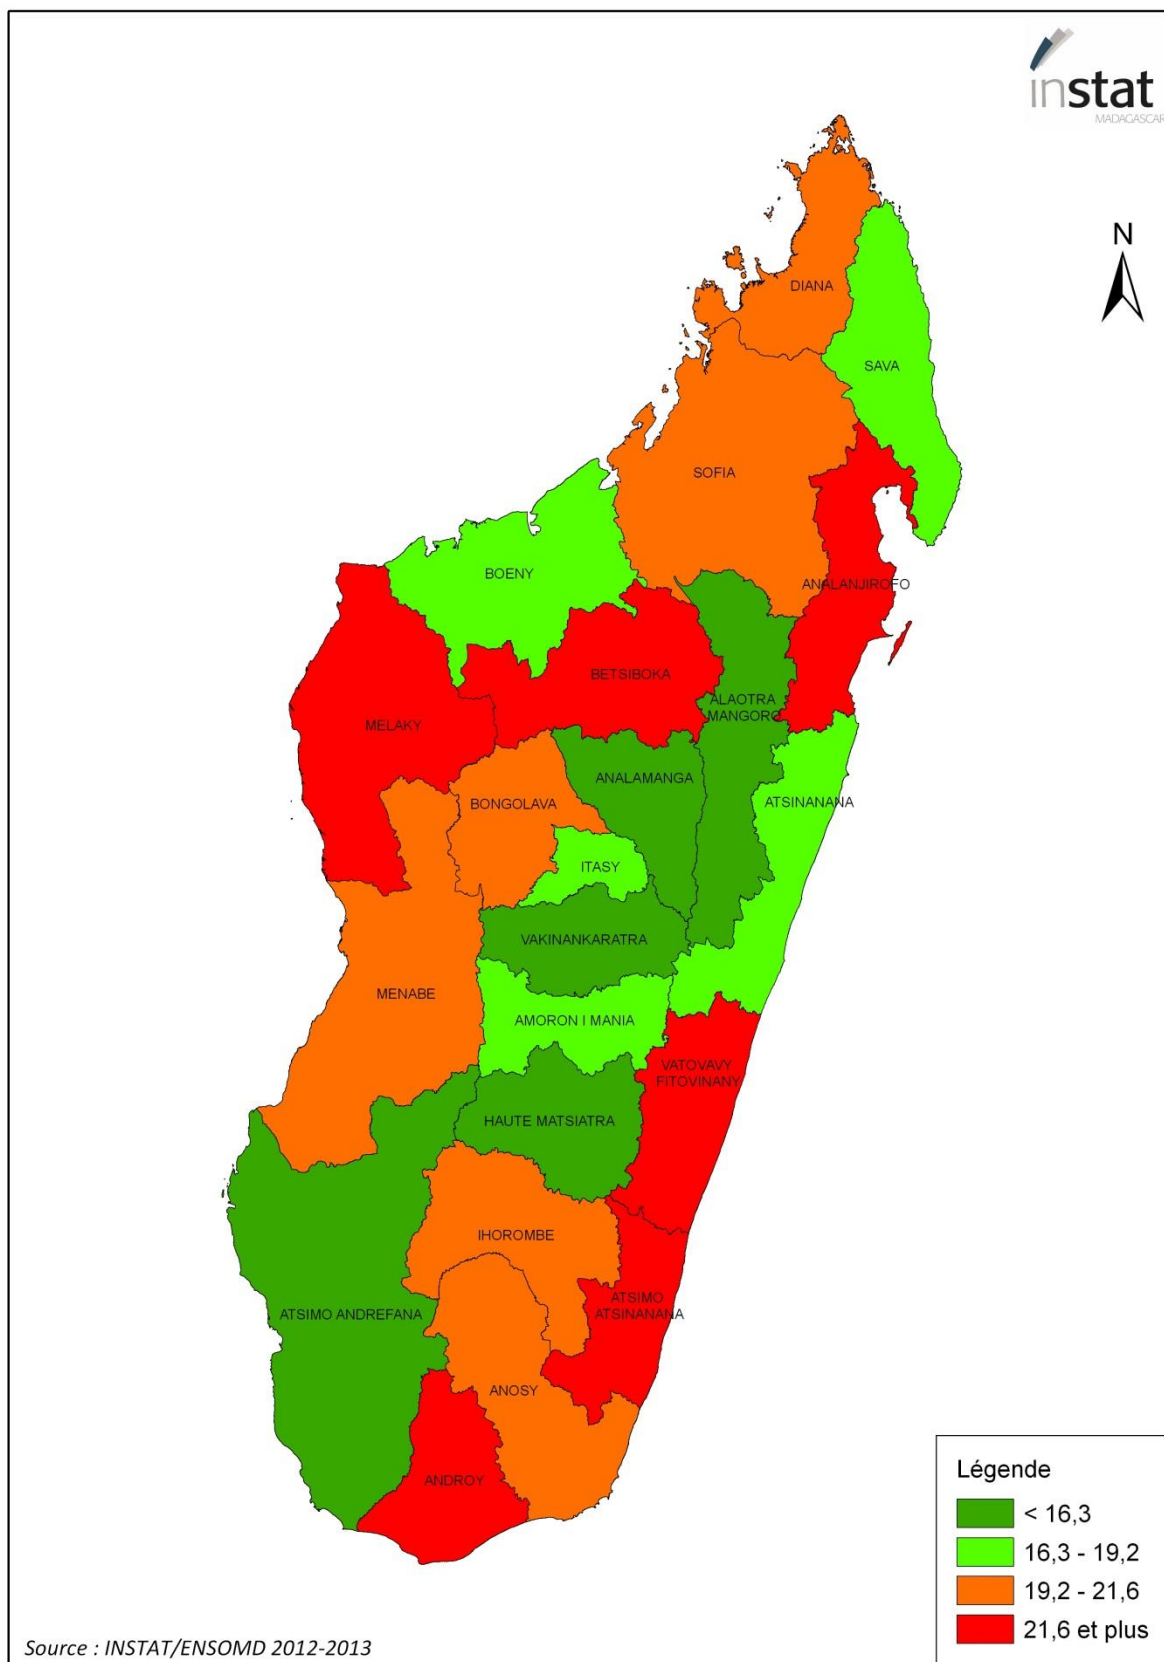 instat
MADAGASCAR
N
DIANA
SAVA
SOFIA
BOENY
ANALANJIROFO
BETSIBOKA
ALAOTRA
MANGORO
MELAKY
ANALAMANGA
BONGOLAVA
ATSINANANA
ITASY
VAKINANKARATRA
MENABE
AMORON I MANIA
VATOVAVY
FITOVINANY
HAUTE MATSIATRA
IHOROMBE
ATSIMO
ATSINANANA
ATSIMO ANDREFANA
ANOSY
ANDROY
Légende
< 16,3
16,3 - 19,2
19,2 - 21,6
21,6 et plus
Source : INSTAT/ENSOMD 2012-2013